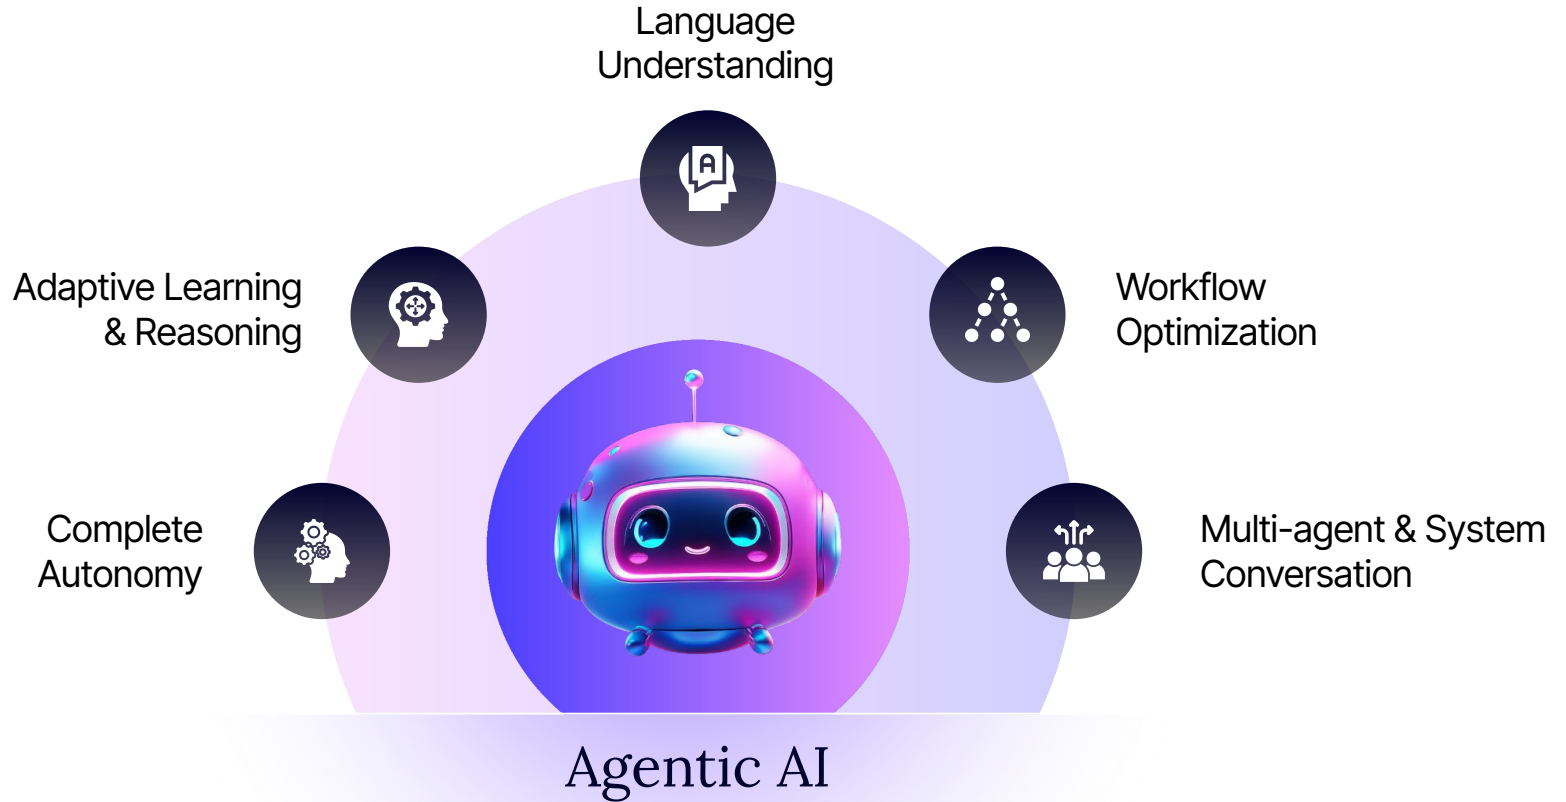 Language
Understanding
Adaptive Learning
& Reasoning
Workflow
Optimization
Complete
Autonomy
Multi-agent & System
Conversation
Agentic AI